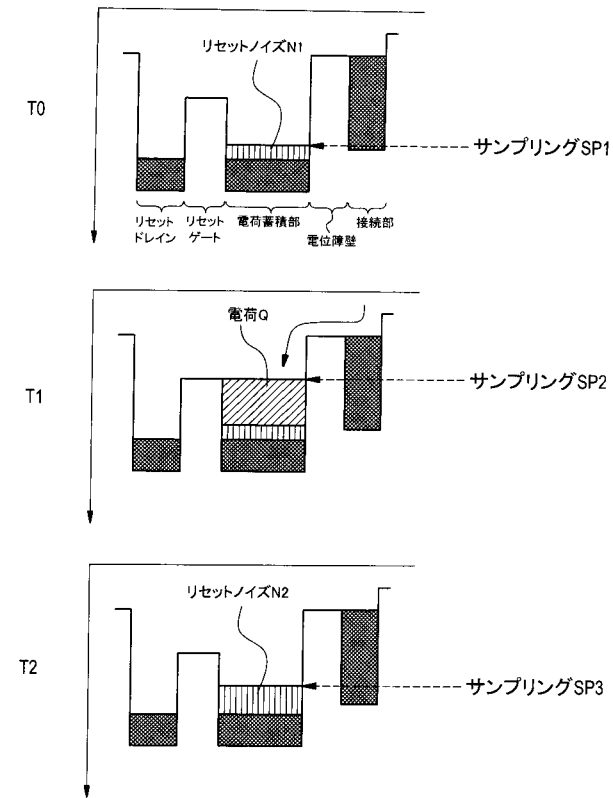 リセットノイズN1
T0
サンプリングSP1
リセット
ドレイン
リセット
ゲート
電荷蓄積部
電位障壁
接続部
電荷Q
T1
サンプリングSP2
リセットノイズN2
T2
サンプリングSP3